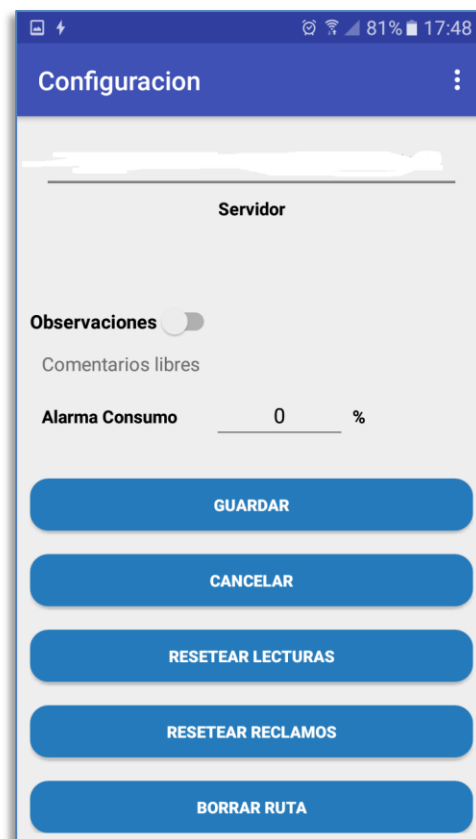 81% 17:48
Configuracion
Servidor
Observaciones
Comentarios libres
Alarma Consumo 0 %
GUARDAR
CANCELAR
RESETEAR LECTURAS
RESETEAR RECLAMOS
BORRAR RUTA